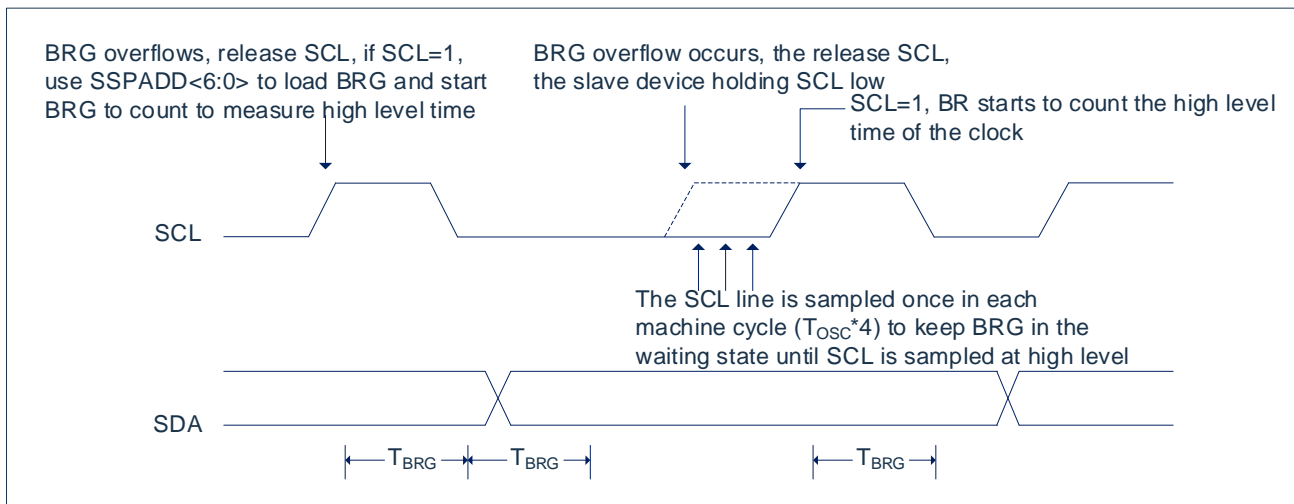 BRG overflows, release SCL, if SCL=1,
use SSPADD<6:0> to load BRG and start
BRG to count to measure high level time
BRG overflow occurs, the release SCL,
the slave device holding SCL low
SCL=1, BR starts to count the high level
time of the clock
SCL
The SCL line is sampled once in each
machine cycle (TOSC*4) to keep BRG in the
waiting state until SCL is sampled at high level
SDA
TBRG
TBRG
TBRG